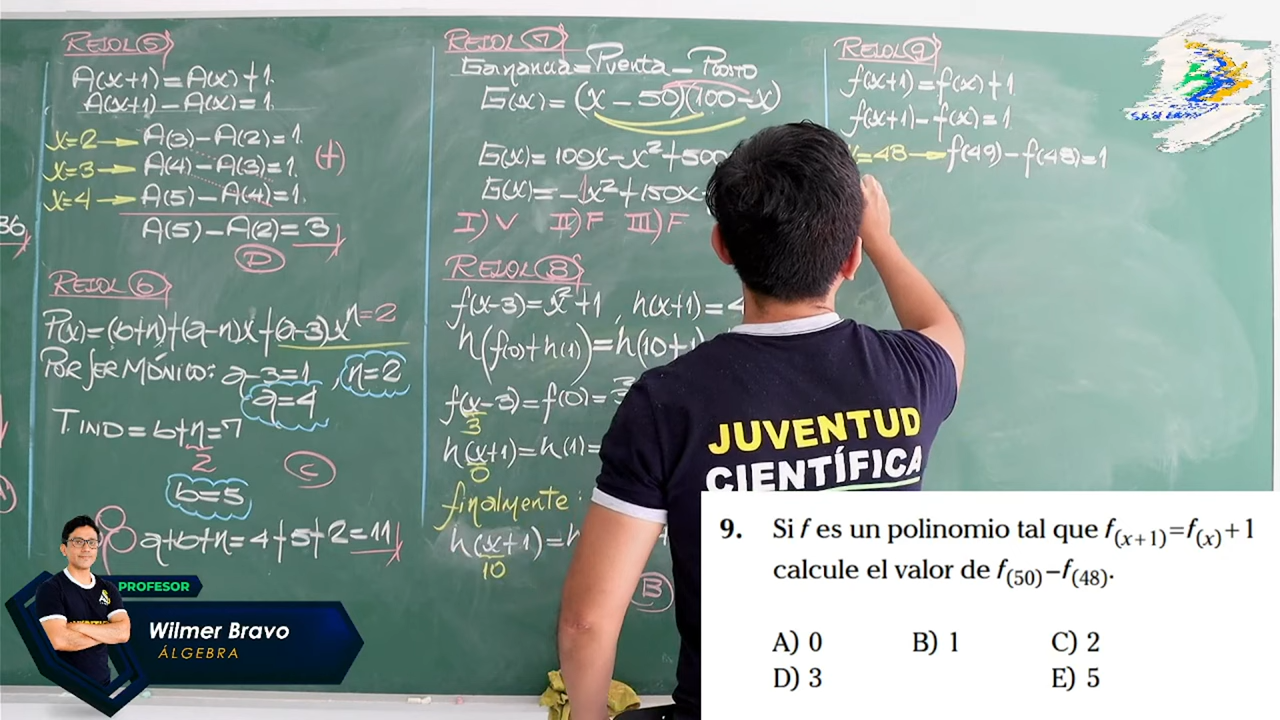 RESOL 5
A(x+1)=A(x)+1.
A(x+1)-A(x)=1.
x=2 → A(3)-A(2)=1.
x=3 → A(4)-A(3)=1. (+)
x=4 → A(5)-A(4)=1.
A(5)-A(2)=3
D
36
RESOL 6
P(x)=(b+n)+(a-n)x+(a-3)x^n=2
POR SER MÓNICO: a-3=1, n=2
a=4
T.IND=b+n=7
2
C
b=5
a+b+n=4+5+2=11
RESOL 7
Ganancia=Pventa-Pcosto
G(x)=(x-50)(100-x)
G(x)=100x-x²+500
G(x)=-1x²+150x-
I) V II) F III) F
RESOL 8
f(x-3)=x²+1, h(x+1)=4
h(f(0)+h(1))=h(10+1)
f(x-3)=f(0)=3²
3
h(x+1)=h(1)=
0
finalmente:
h(x+1)=h
10
B
RESOL 9
f(x+1)=f(x)+1
f(x+1)-f(x)=1.
x=48 → f(49)-f(48)=1
JUVENTUD
CIENTÍFICA
9. Si f es un polinomio tal que f(x+1)=f(x)+1
calcule el valor de f(50)−f(48).
A) 0 B) 1 C) 2
D) 3 E) 5
PROFESOR
Wilmer Bravo
ÁLGEBRA